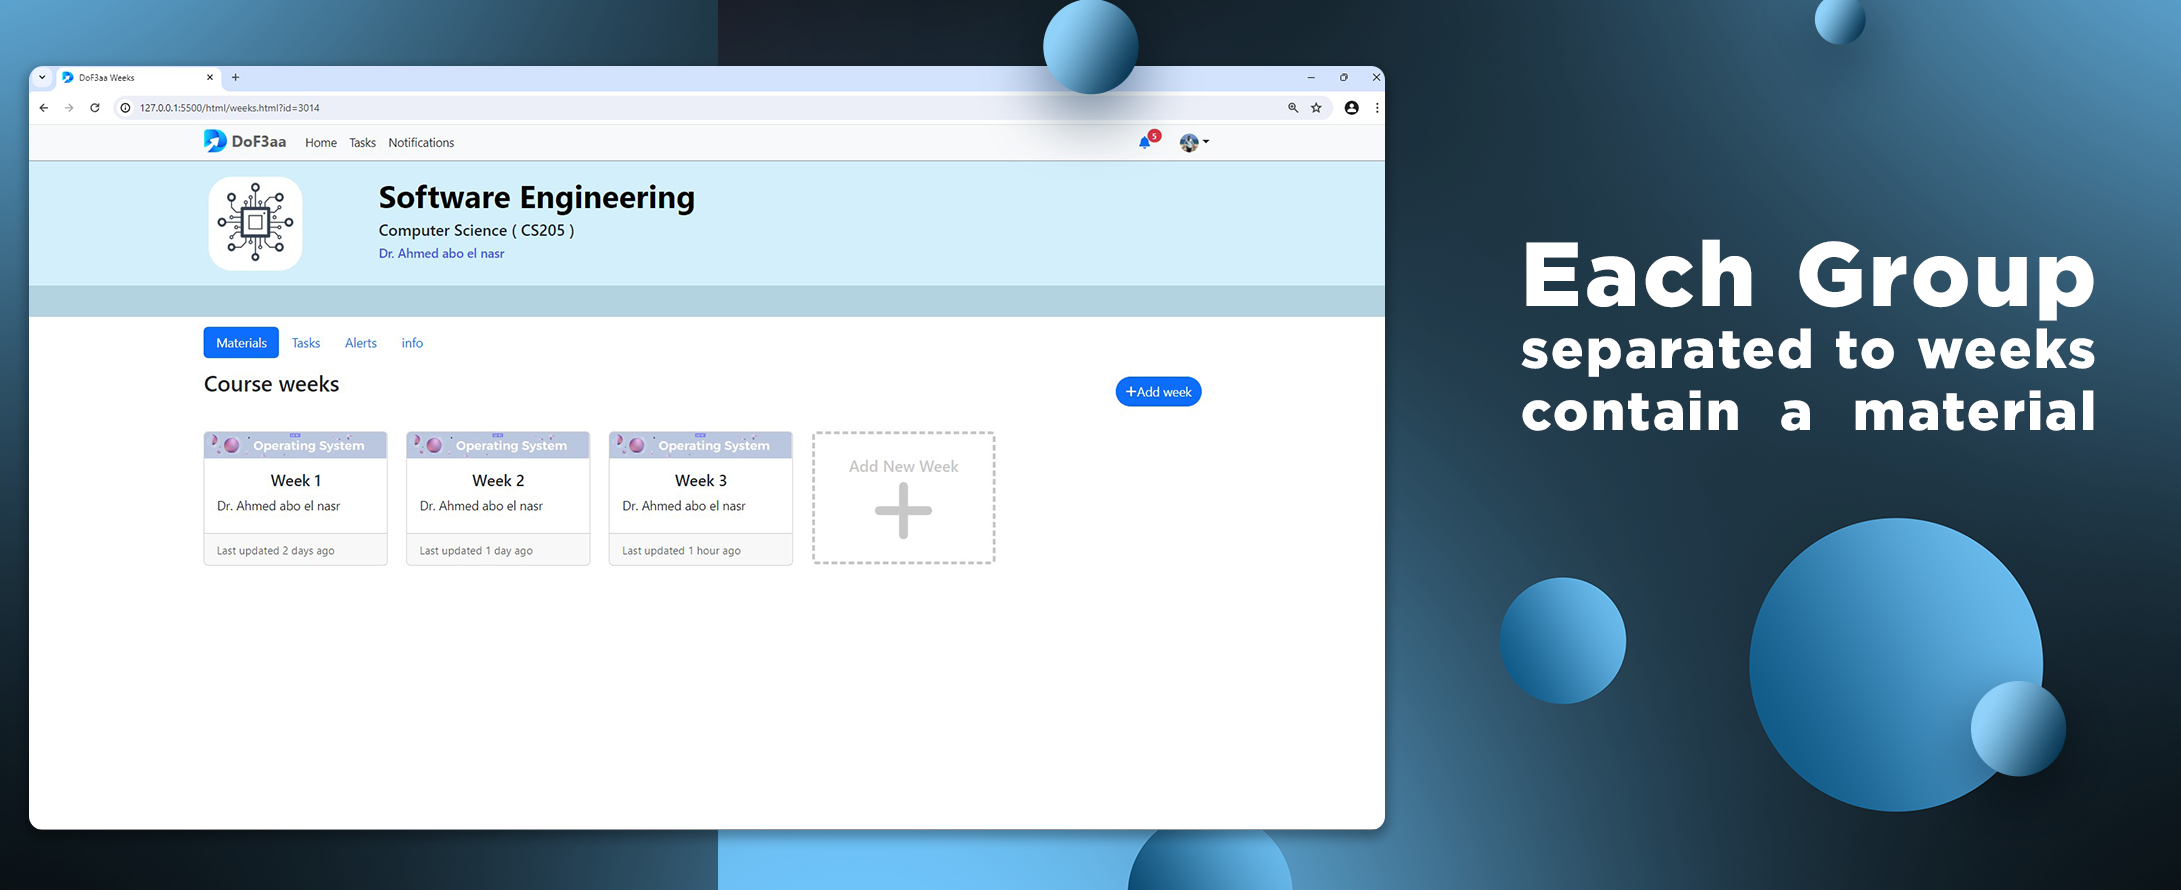 DoF3aa Weeks
127.0.0.1:5500/html/weeks.html?id=3014
DoF3aa Home Tasks Notifications
5
Software Engineering
Computer Science ( CS205 )
Dr. Ahmed abo el nasr
Materials Tasks Alerts info
Course weeks
+Add week
Operating System
Week 1
Dr. Ahmed abo el nasr
Last updated 2 days ago
Operating System
Week 2
Dr. Ahmed abo el nasr
Last updated 1 day ago
Operating System
Week 3
Dr. Ahmed abo el nasr
Last updated 1 hour ago
Add New Week
Each Group
separated to weeks
contain a material